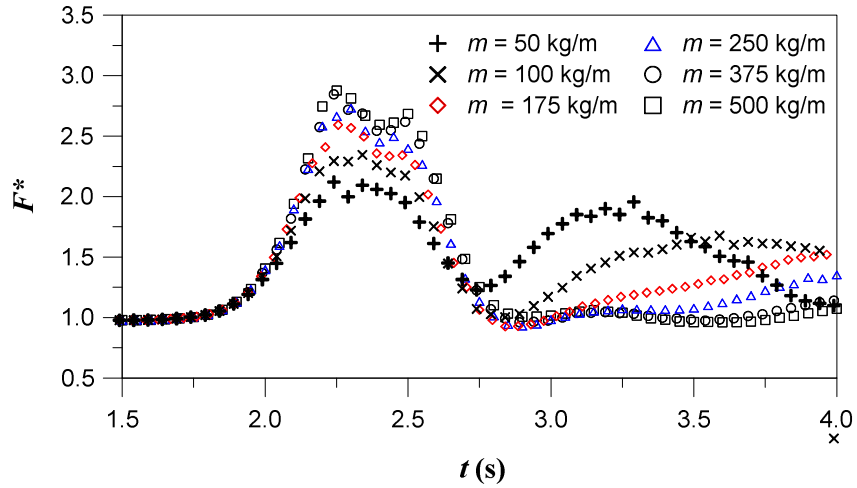 3.5
3.0
2.5
2.0
1.5
1.0
0.5
F*
m = 50 kg/m
m = 100 kg/m
m = 175 kg/m
m = 250 kg/m
m = 375 kg/m
m = 500 kg/m
1.5 2.0 2.5 3.0 3.5 4.0
t (s)